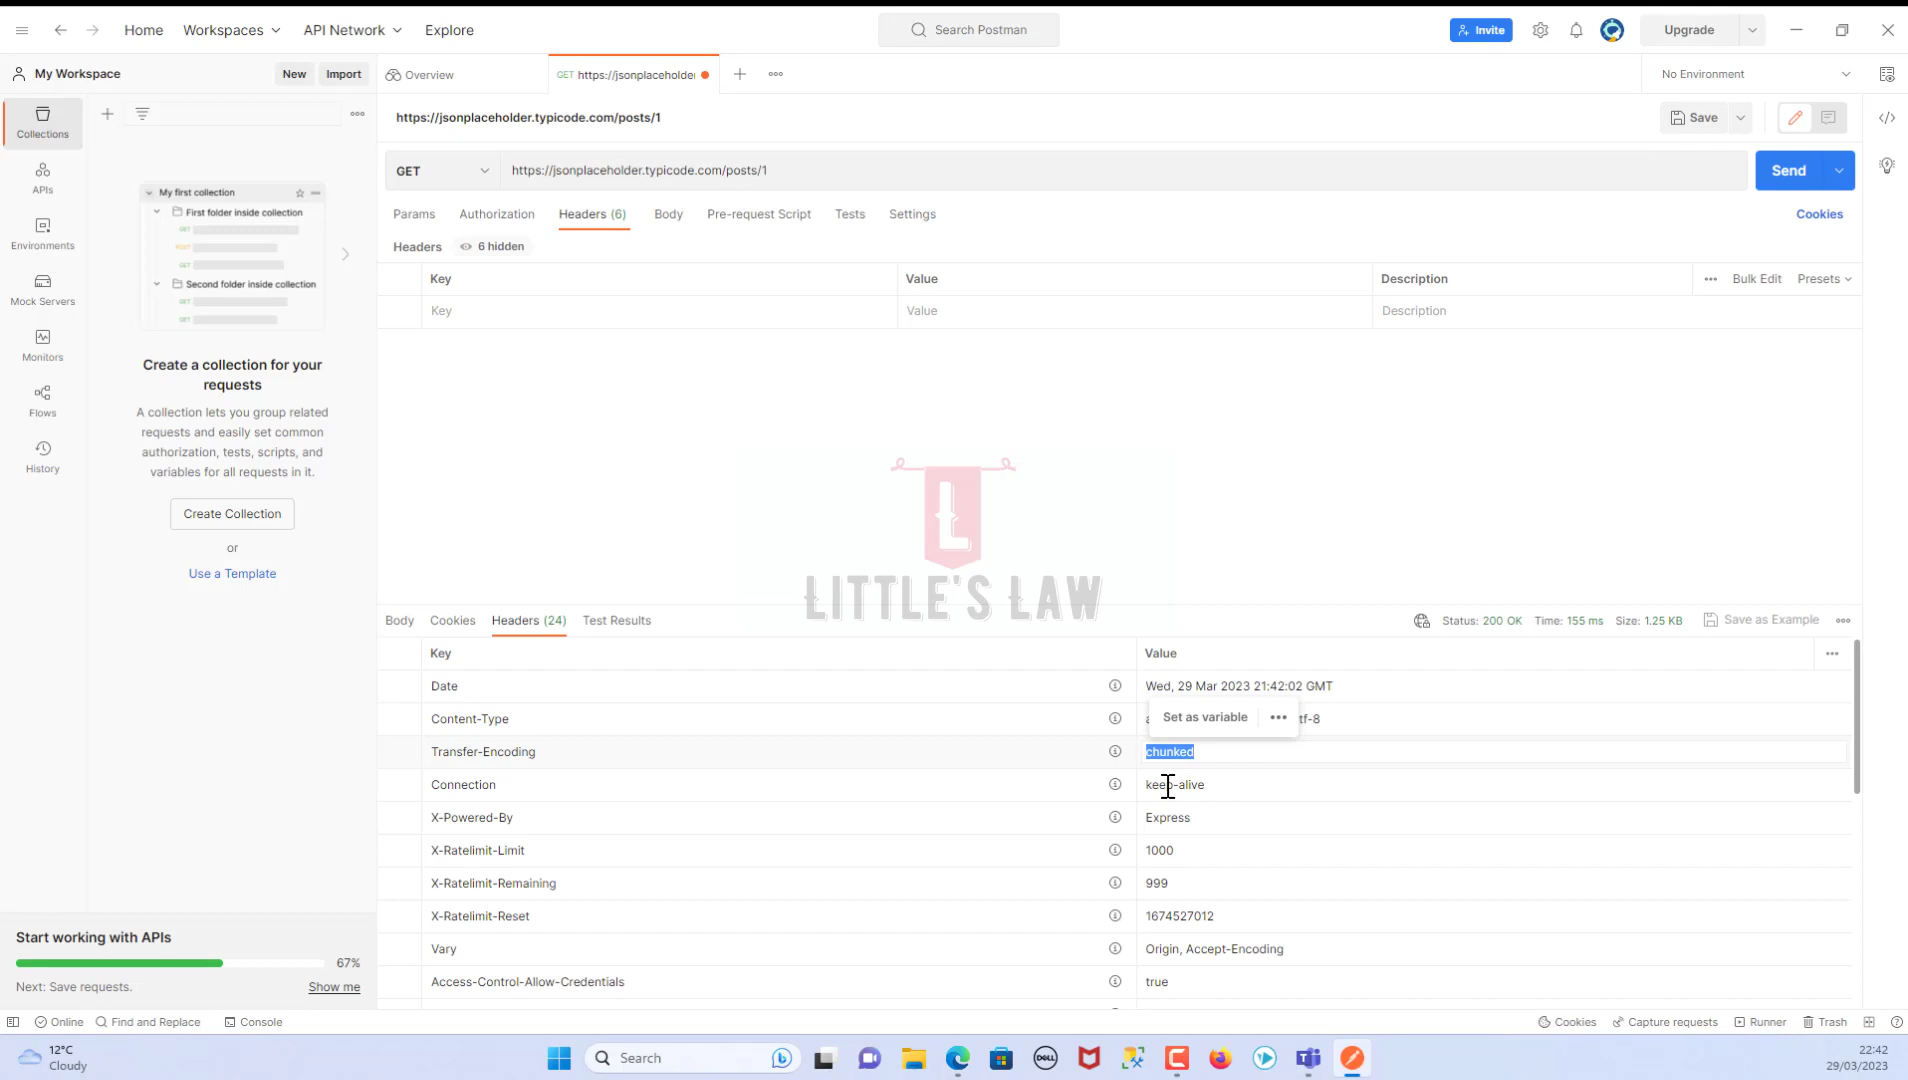 Home
Workspaces
API Network
Explore
Search Postman
Invite
Upgrade
My Workspace
New
Import
Overview
GET https://jsonplaceholder
No Environment
Collections
APIs
Environments
Mock Servers
Monitors
Flows
History
My first collection
First folder inside collection
GET
POST
GET
Second folder inside collection
GET
GET
Create a collection for your
requests
A collection lets you group related
requests and easily set common
authorization, tests, scripts, and
variables for all requests in it.
Create Collection
or
Use a Template
Start working with APIs
67%
Next: Save requests.
Show me
https://jsonplaceholder.typicode.com/posts/1
Save
GET
https://jsonplaceholder.typicode.com/posts/1
Send
Params
Authorization
Headers (6)
Body
Pre-request Script
Tests
Settings
Cookies
Headers
6 hidden
Key
Value
Description
Bulk Edit
Presets
Key
Value
Description
L
LITTLE'S LAW
Body
Cookies
Headers (24)
Test Results
Status: 200 OK
Time: 155 ms
Size: 1.25 KB
Save as Example
Key
Value
Date
Wed, 29 Mar 2023 21:42:02 GMT
Content-Type
tf-8
Set as variable
Transfer-Encoding
chunked
Connection
keep-alive
X-Powered-By
Express
X-Ratelimit-Limit
1000
X-Ratelimit-Remaining
999
X-Ratelimit-Reset
1674527012
Vary
Origin, Accept-Encoding
Access-Control-Allow-Credentials
true
Online
Find and Replace
Console
Cookies
Capture requests
Runner
Trash
12°C
Cloudy
Search
DELL
22:42
29/03/2023